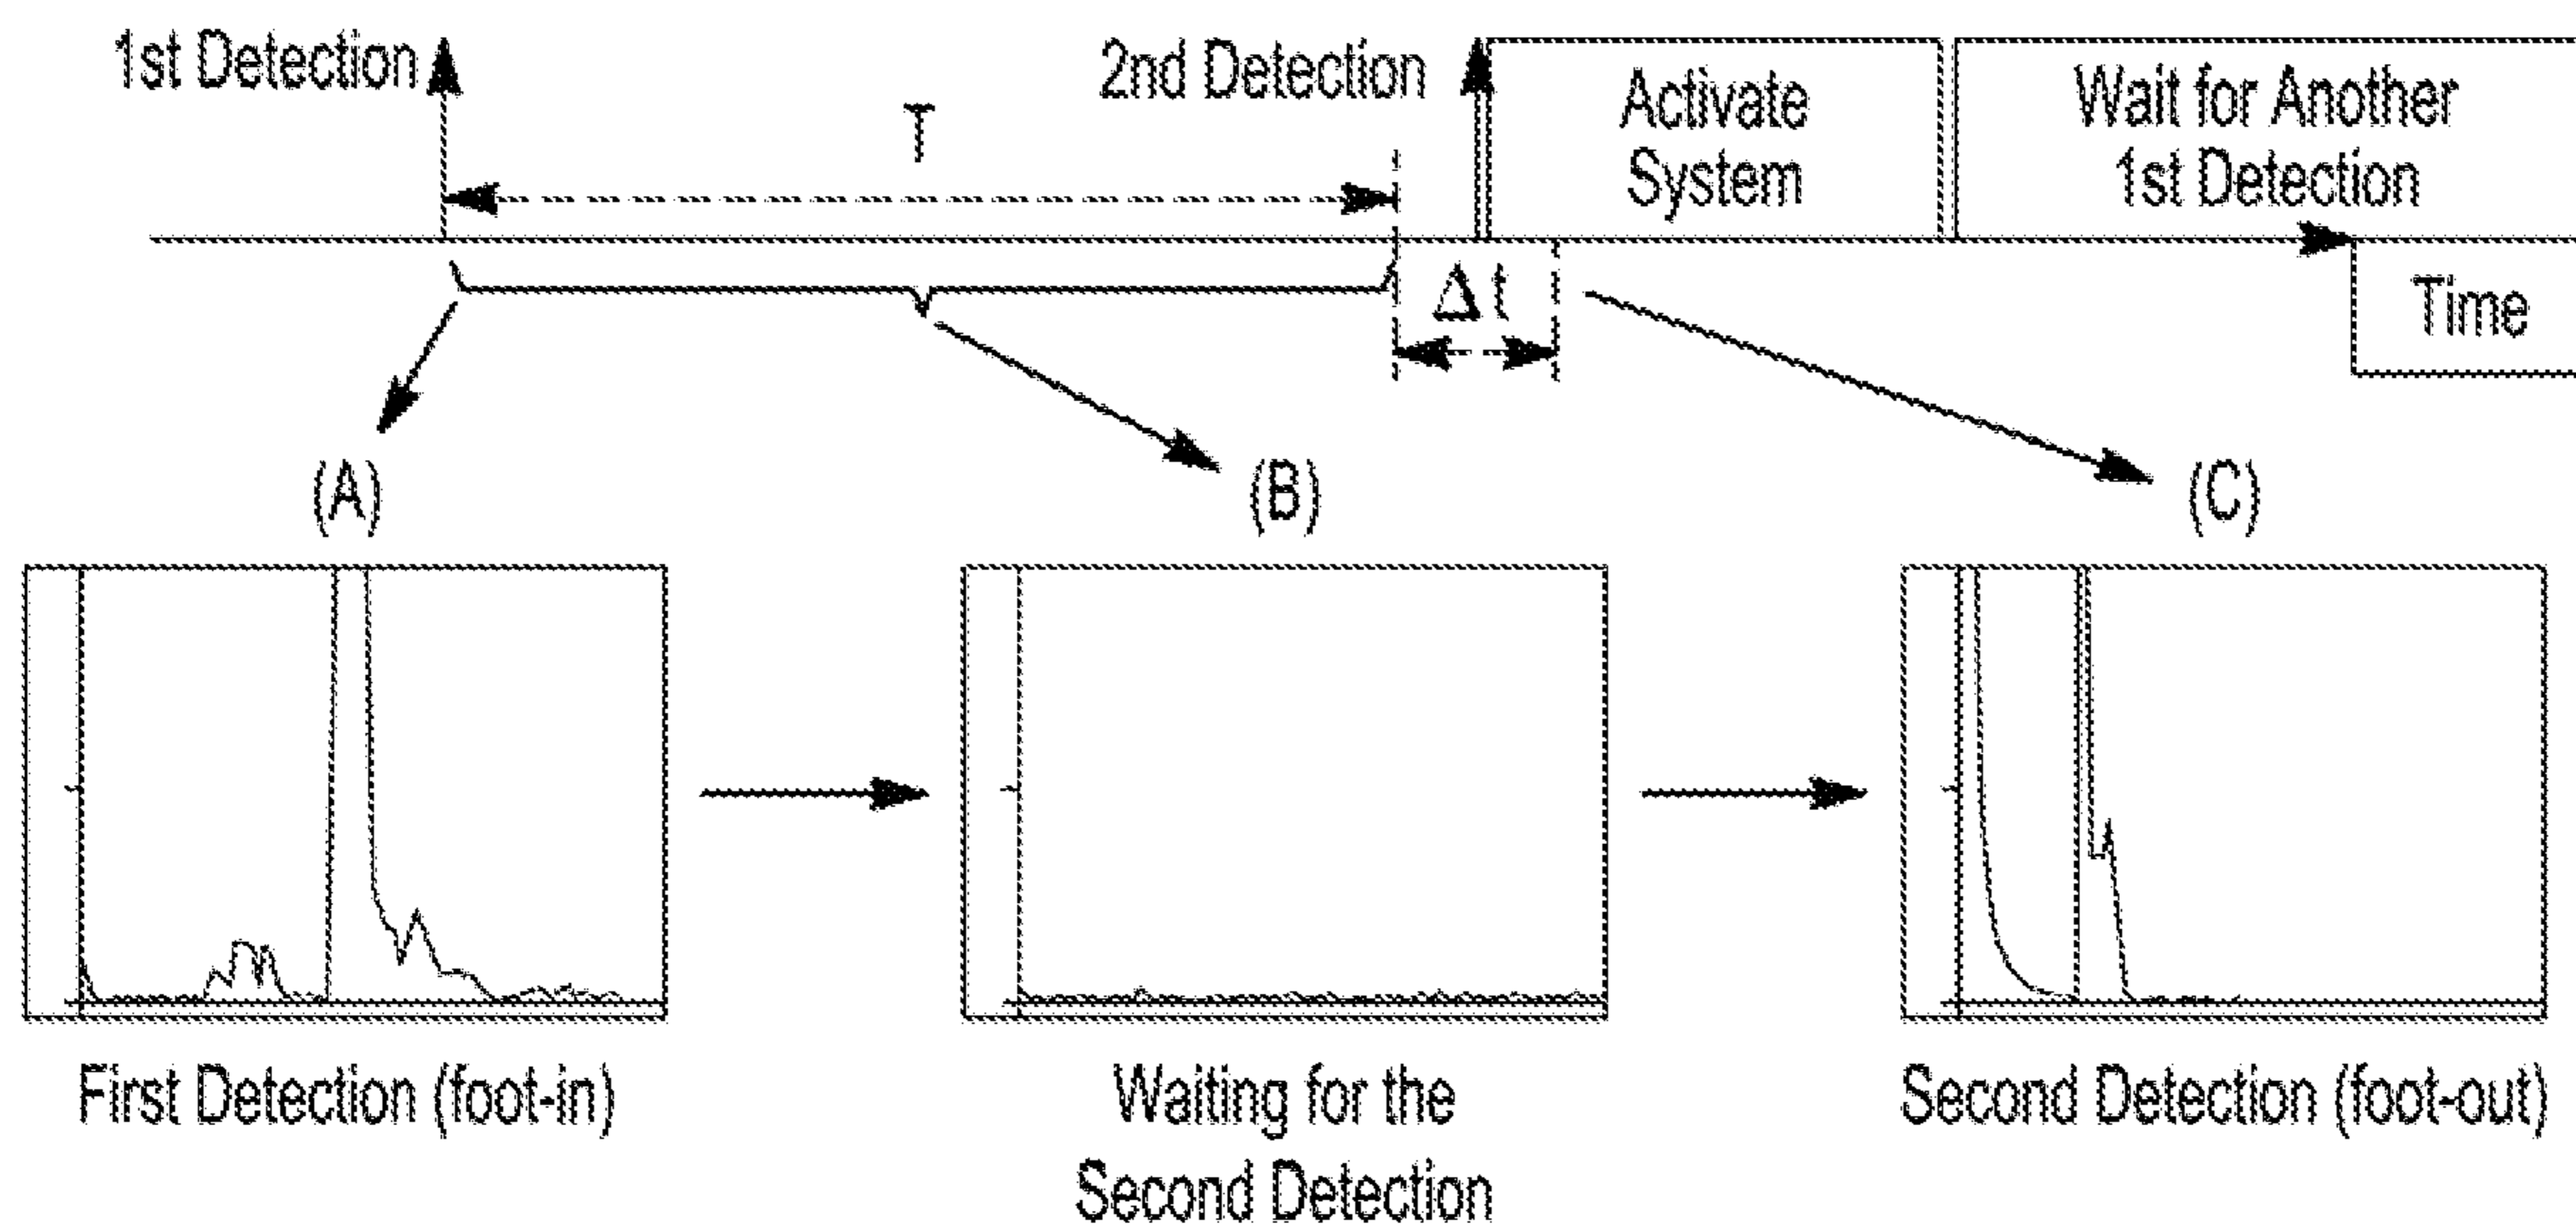 1st Detection
T
2nd Detection
Activate
System
Wait for Another
1st Detection
Δt
Time
(A)
(B)
(C)
First Detection (foot-in)
Waiting for the
Second Detection
Second Detection (foot-out)